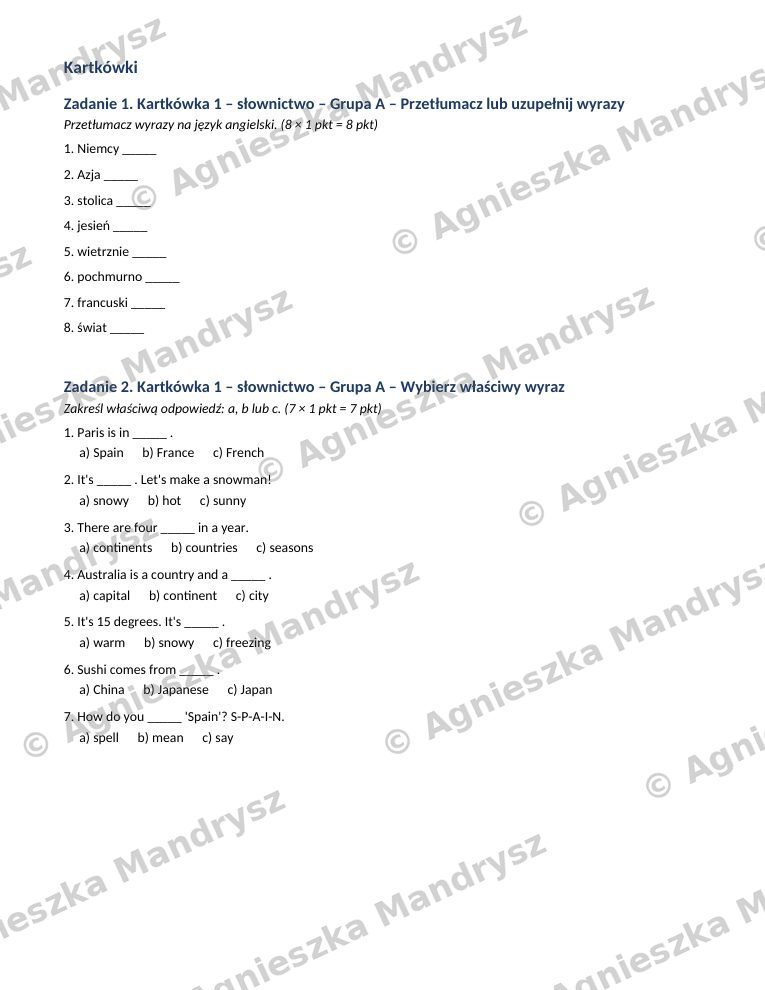 Kartkówki
Zadanie 1. Kartkówka 1 – słownictwo – Grupa A – Przetłumacz lub uzupełnij wyrazy
Przetłumacz wyrazy na język angielski. (8 × 1 pkt = 8 pkt)
1. Niemcy _____
2. Azja _____
3. stolica _____
4. jesień _____
5. wietrznie _____
6. pochmurno _____
7. francuski _____
8. świat _____
Zadanie 2. Kartkówka 1 – słownictwo – Grupa A – Wybierz właściwy wyraz
Zakreśl właściwą odpowiedź: a, b lub c. (7 × 1 pkt = 7 pkt)
1. Paris is in _____ .
a) Spain b) France c) French
2. It's _____ . Let's make a snowman!
a) snowy b) hot c) sunny
3. There are four _____ in a year.
a) continents b) countries c) seasons
4. Australia is a country and a _____ .
a) capital b) continent c) city
5. It's 15 degrees. It's _____ .
a) warm b) snowy c) freezing
6. Sushi comes from _____ .
a) China b) Japanese c) Japan
7. How do you _____ 'Spain'? S-P-A-I-N.
a) spell b) mean c) say
© Agnieszka Mandrysz